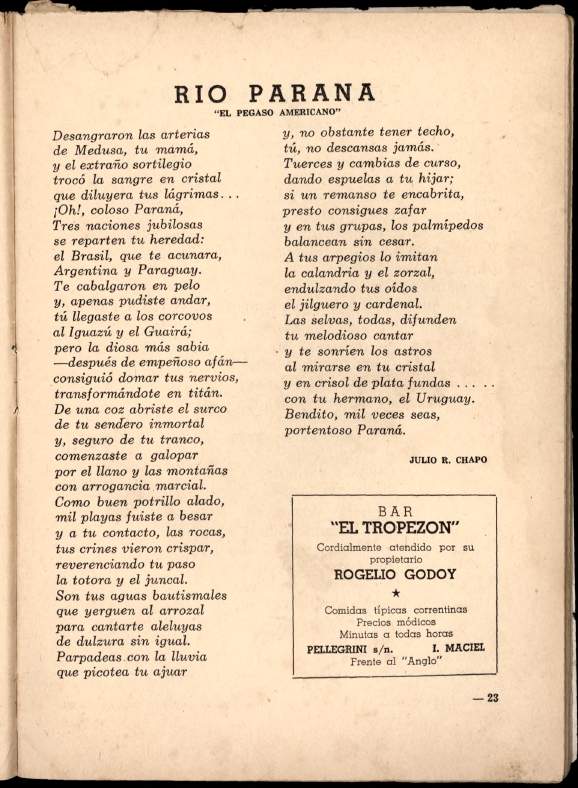 RIO PARANA
"EL PEGASO AMERICANO"
Desangraron las arterias
de Medusa, tu mamá,
y el extraño sortilegio
trocó la sangre en cristal
que diluyera tus lágrimas...
¡Oh!, coloso Paraná,
Tres naciones jubilosas
se reparten tu heredad:
el Brasil, que te acunara,
Argentina y Paraguay.
Te cabalgaron en pelo
y, apenas pudiste andar,
tú llegaste a los corcovos
al Iguazú y el Guairá;
pero la diosa más sabia
—después de empeñoso afán—
consiguió domar tus nervios,
transformándote en titán.
De una coz abriste el surco
de tu sendero inmortal
y, seguro de tu tranco,
comenzaste a galopar
por el llano y las montañas
con arrogancia marcial.
Como buen potrillo alado,
mil playas fuiste a besar
y a tu contacto, las rocas,
tus crines vieron crispar,
reverenciando tu paso
la totora y el juncal.
Son tus aguas bautismales
que yerguen al arrozal
para cantarte aleluyas
de dulzura sin igual.
Parpadeas con la lluvia
que picotea tu ajuar
y, no obstante tener techo,
tú, no descansas jamás.
Tuerces y cambias de curso,
dando espuelas a tu hijar;
si un remanso te encabrita,
presto consigues zafar
y en tus grupas, los palmípedos
balancean sin cesar.
A tus arpegios lo imitan
la calandria y el zorzal,
endulzando tus oídos
el jilguero y cardenal.
Las selvas, todas, difunden
tu melodioso cantar
y te sonríen los astros
al mirarse en tu cristal
y en crisol de plata fundas .....
con tu hermano, el Uruguay.
Bendito, mil veces seas,
portentoso Paraná.
JULIO R. CHAPO
BAR
"EL TROPEZON"
Cordialmente atendido por su
propietario
ROGELIO GODOY
★
Comidas típicas correntinas
Precios módicos
Minutas a todas horas
PELLEGRINI s/n. I. MACIEL
Frente al "Anglo"
— 23